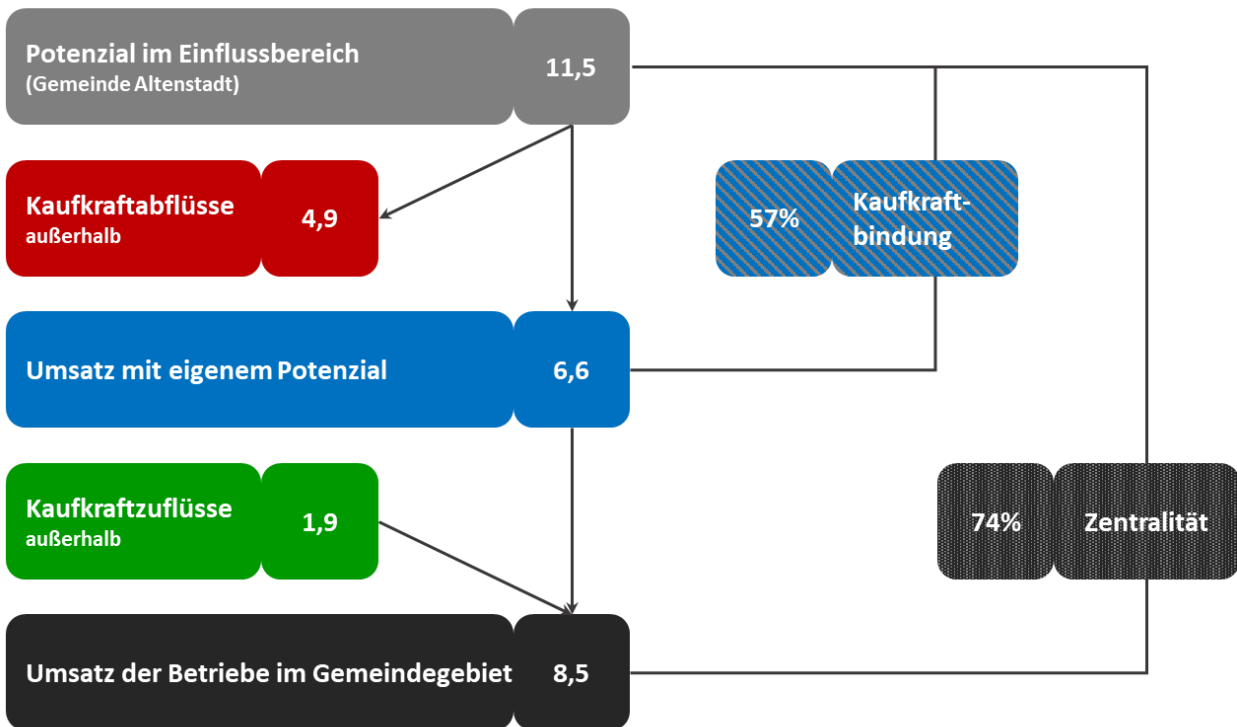 Potenzial im Einflussbereich
(Gemeinde Altenstadt)
11,5
Kaufkraftabflüsse
außerhalb
4,9
57%
Kaufkraft-
bindung
Umsatz mit eigenem Potenzial
6,6
Kaufkraftzuflüsse
außerhalb
1,9
74%
Zentralität
Umsatz der Betriebe im Gemeindegebiet
8,5